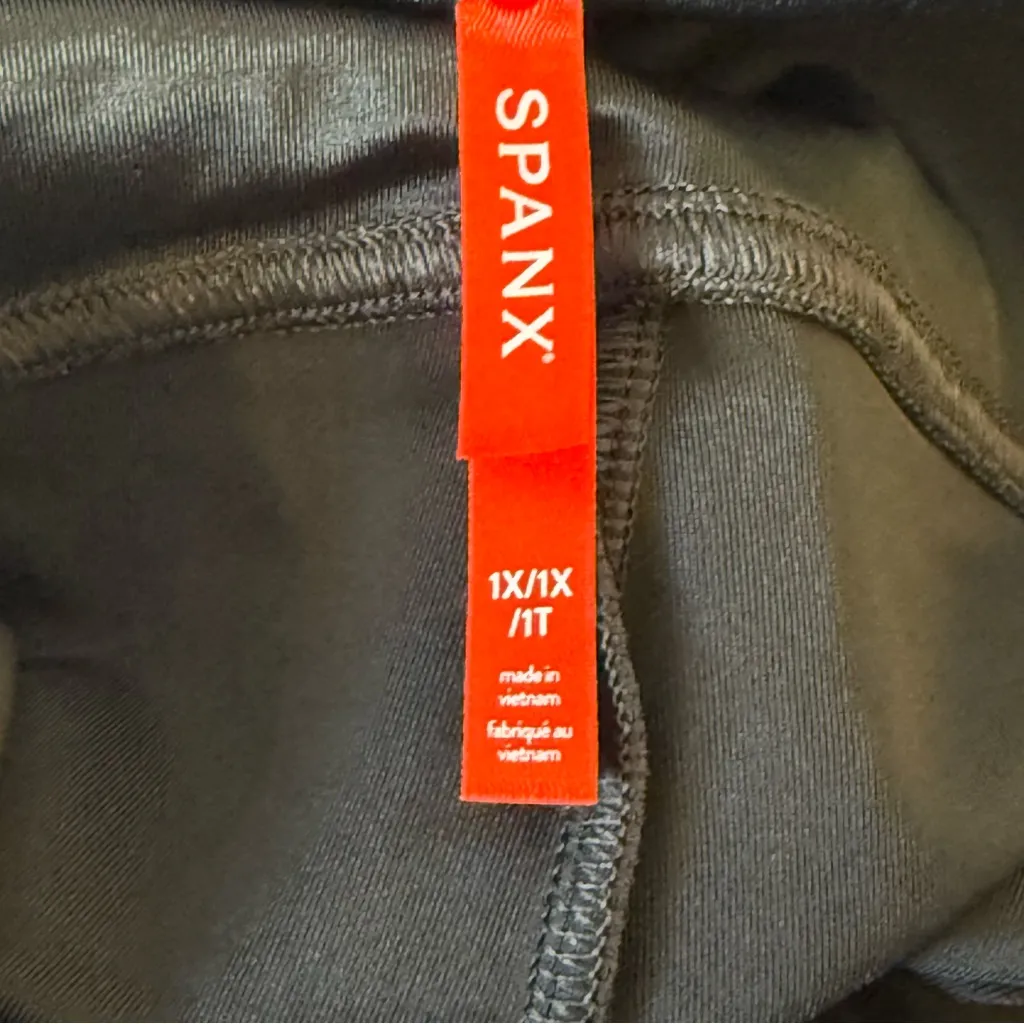 SPANX®
1X/1X
/1T
made in
vietnam
fabriqué au
vietnam